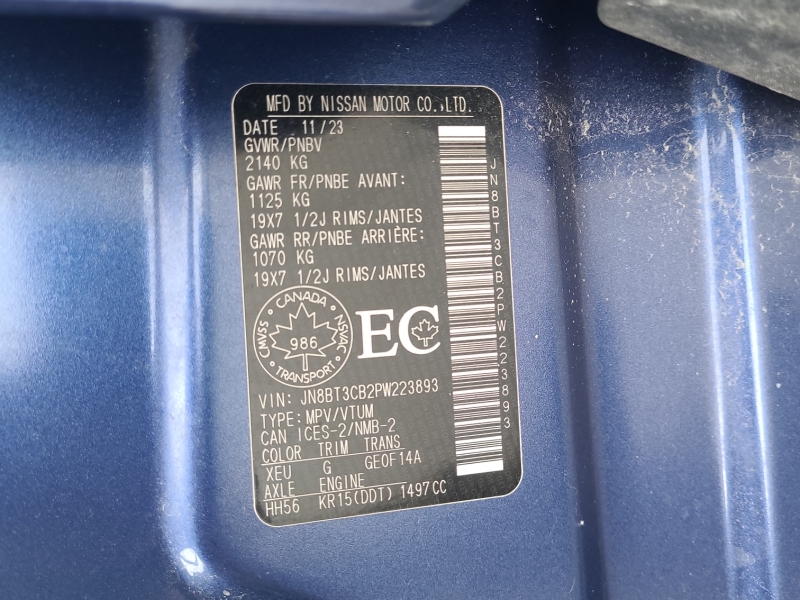 MFD BY NISSAN MOTOR CO.,LTD.
DATE 11/23
GVWR/PNBV
2140 KG
GAWR FR/PNBE AVANT:
1125 KG
19X7 1/2J RIMS/JANTES
GAWR RR/PNBE ARRIÈRE:
1070 KG
19X7 1/2J RIMS/JANTES
CANADA
CMVSS
986
NSVAC
TRANSPORT
EC
VIN: JN8BT3CB2PW223893
TYPE: MPV/VTUM
CAN ICES-2/NMB-2
COLOR TRIM TRANS
XEU G GE0F14A
AXLE ENGINE
HH56 KR15(DDT) 1497CC
JN8BT3CB2PW223893